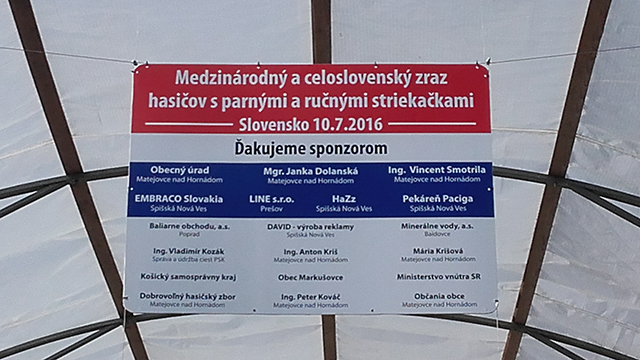 Medzinárodný a celoslovenský zraz
hasičov s parnými a ručnými striekačkami
Slovensko 10.7.2016
Ďakujeme sponzorom
Obecný úrad
Matejovce nad Hornádom
Mgr. Janka Dolanská
Matejovce nad Hornádom
Ing. Vincent Smotrila
Matejovce nad Hornádom
EMBRACO Slovakia
Spišská Nová Ves
LINE s.r.o.
Prešov
HaZz
Spišská Nová Ves
Pekáreň Paciga
Spišská Nová Ves
Baliarne obchodu, a.s.
Poprad
DAVID - výroba reklamy
Spišská Nová Ves
Minerálne vody, a.s.
Baldovce
Ing. Vladimír Kozák
Správa a údržba ciest PSK
Ing. Anton Kriš
Matejovce nad Hornádom
Mária Krišová
Matejovce nad Hornádom
Košický samosprávny kraj
Obec Markušovce
Ministerstvo vnútra SR
Dobrovoľný hasičský zbor
Matejovce nad Hornádom
Ing. Peter Kováč
Matejovce nad Hornádom
Občania obce
Matejovce nad Hornádom